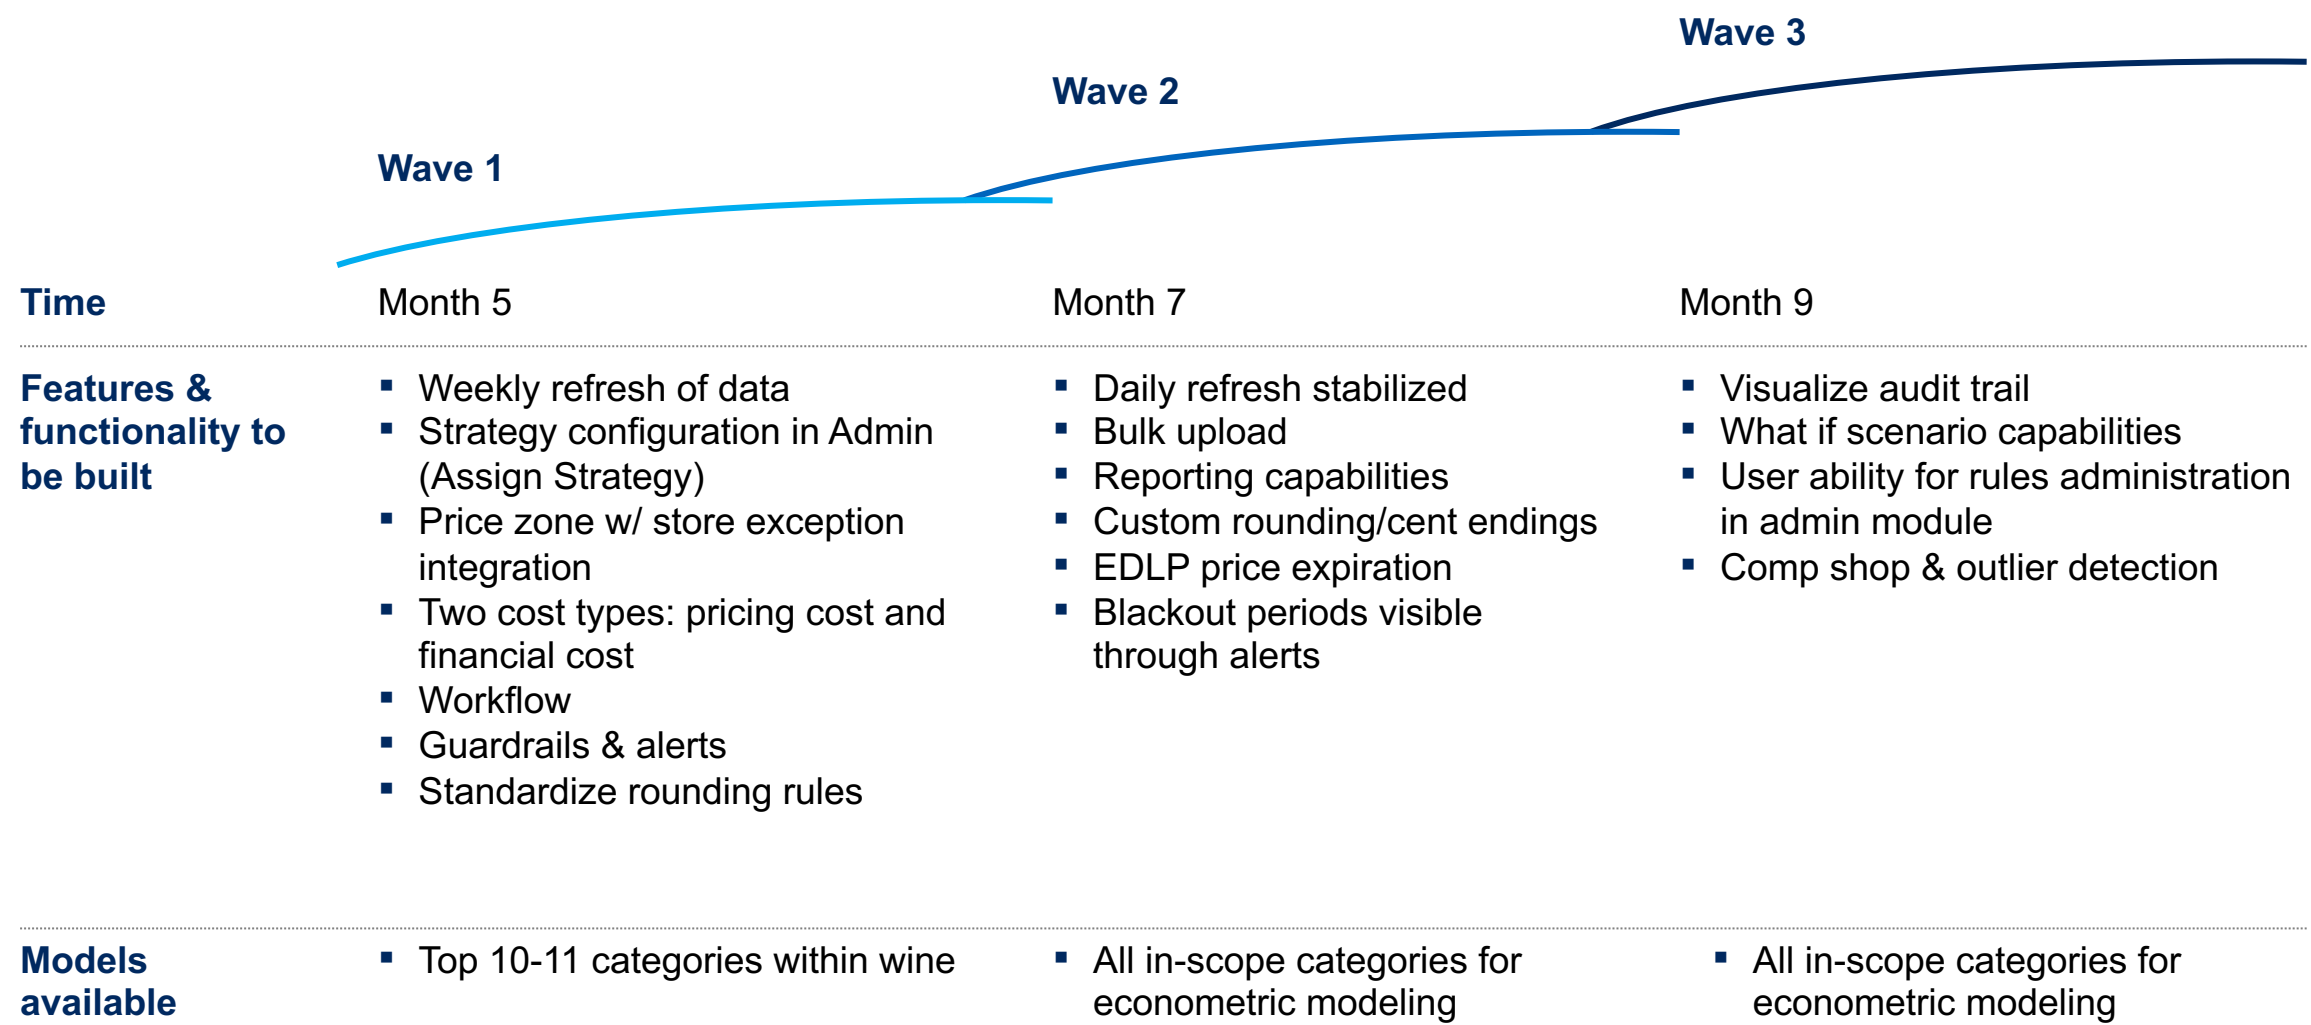 Wave 3
Wave 2
Wave 1
Time
Month 5
Month 7
Month 9
Features &
functionality to
be built
▪ Weekly refresh of data
▪ Strategy configuration in Admin
(Assign Strategy)
▪ Price zone w/ store exception
integration
▪ Two cost types: pricing cost and
financial cost
▪ Workflow
▪ Guardrails & alerts
▪ Standardize rounding rules
▪ Daily refresh stabilized
▪ Bulk upload
▪ Reporting capabilities
▪ Custom rounding/cent endings
▪ EDLP price expiration
▪ Blackout periods visible
through alerts
▪ Visualize audit trail
▪ What if scenario capabilities
▪ User ability for rules administration
in admin module
▪ Comp shop & outlier detection
Models
available
▪ Top 10-11 categories within wine
▪ All in-scope categories for
econometric modeling
▪ All in-scope categories for
econometric modeling